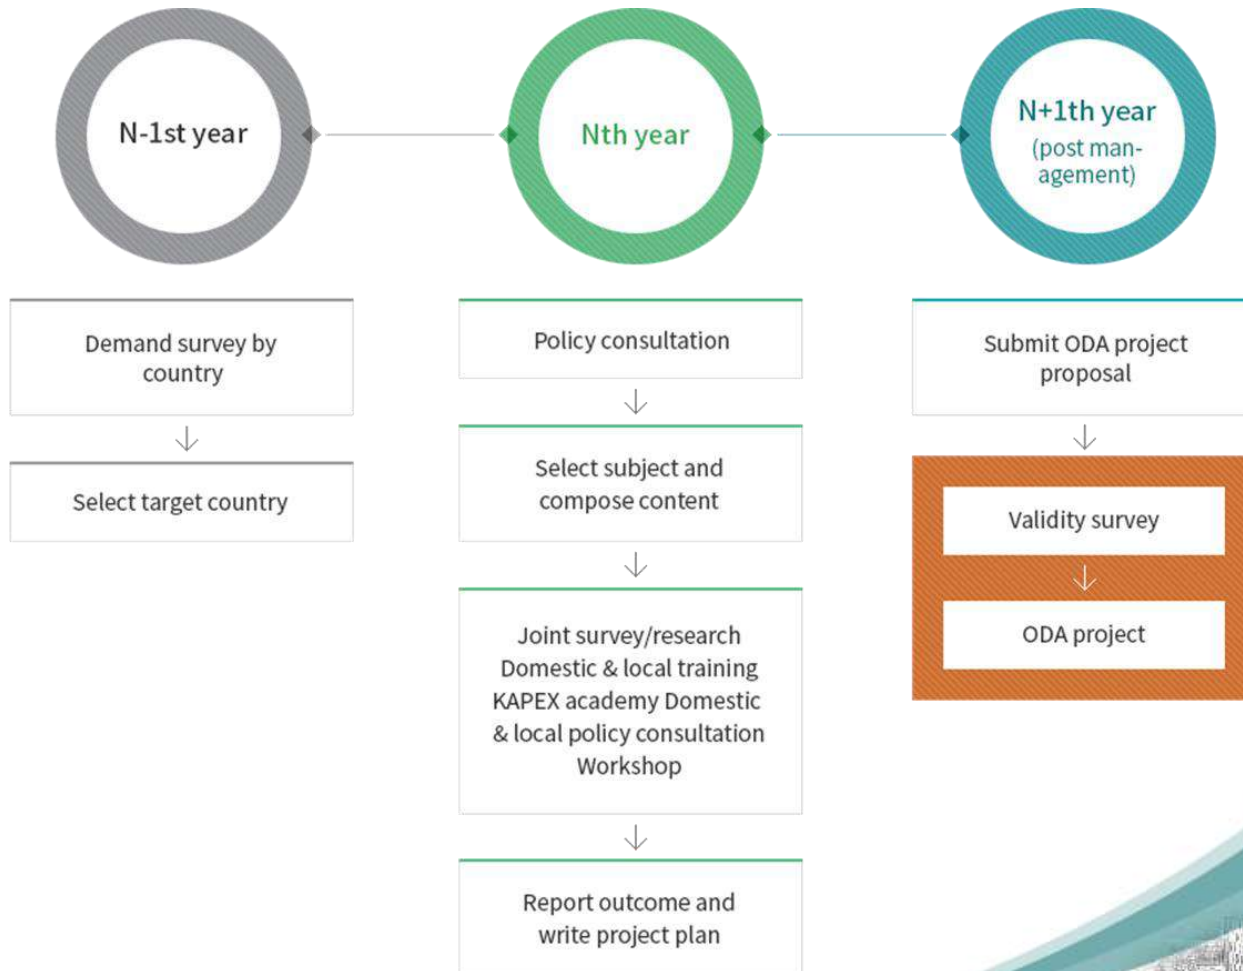 N-1st year
Nth year
N+1th year
(post man-
agement)
Demand survey by
country
Select target country
Policy consultation
Select subject and
compose content
Joint survey/research
Domestic & local training
KAPEX academy Domestic
& local policy consultation
Workshop
Report outcome and
write project plan
Submit ODA project
proposal
Validity survey
ODA project